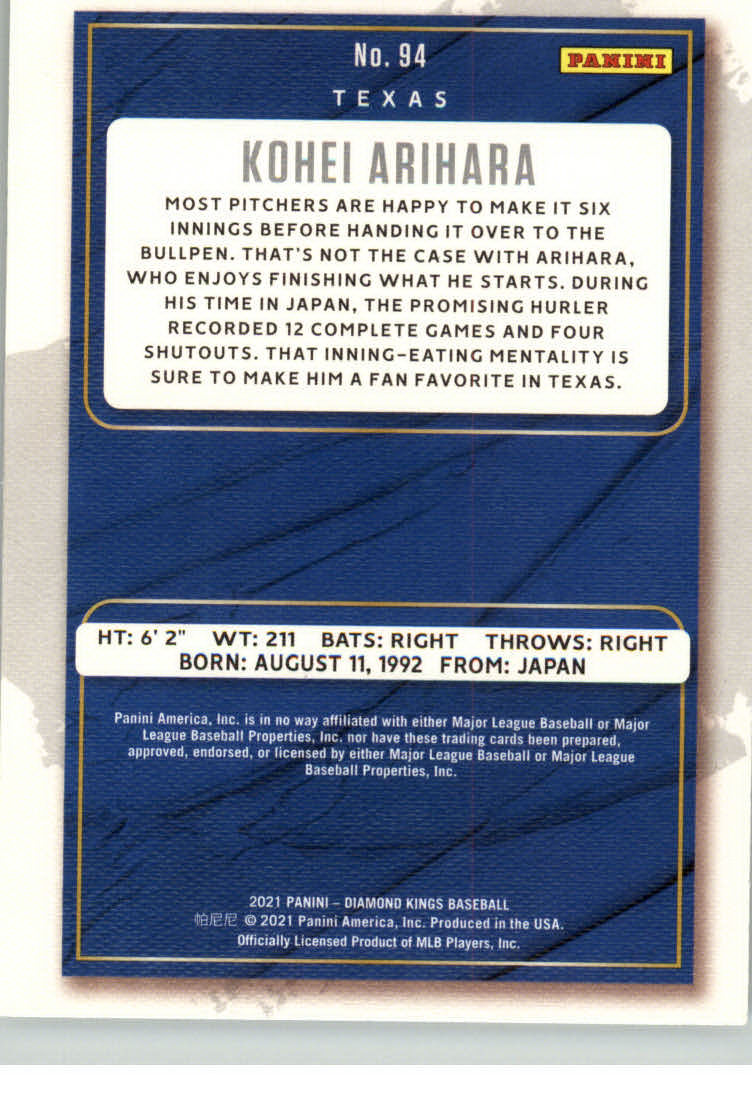 No. 94
PANINI
TEXAS
KOHEI ARIHARA
MOST PITCHERS ARE HAPPY TO MAKE IT SIX
INNINGS BEFORE HANDING IT OVER TO THE
BULLPEN. THAT'S NOT THE CASE WITH ARIHARA,
WHO ENJOYS FINISHING WHAT HE STARTS. DURING
HIS TIME IN JAPAN, THE PROMISING HURLER
RECORDED 12 COMPLETE GAMES AND FOUR
SHUTOUTS. THAT INNING-EATING MENTALITY IS
SURE TO MAKE HIM A FAN FAVORITE IN TEXAS.
HT: 6' 2" WT: 211 BATS: RIGHT THROWS: RIGHT
BORN: AUGUST 11, 1992 FROM: JAPAN
Panini America, Inc. is in no way affiliated with either Major League Baseball or Major
League Baseball Properties, Inc. nor have these trading cards been prepared,
approved, endorsed, or licensed by either Major League Baseball or Major League
Baseball Properties, Inc.
2021 PANINI – DIAMOND KINGS BASEBALL
帕尼尼 © 2021 Panini America, Inc. Produced in the USA.
Officially Licensed Product of MLB Players, Inc.